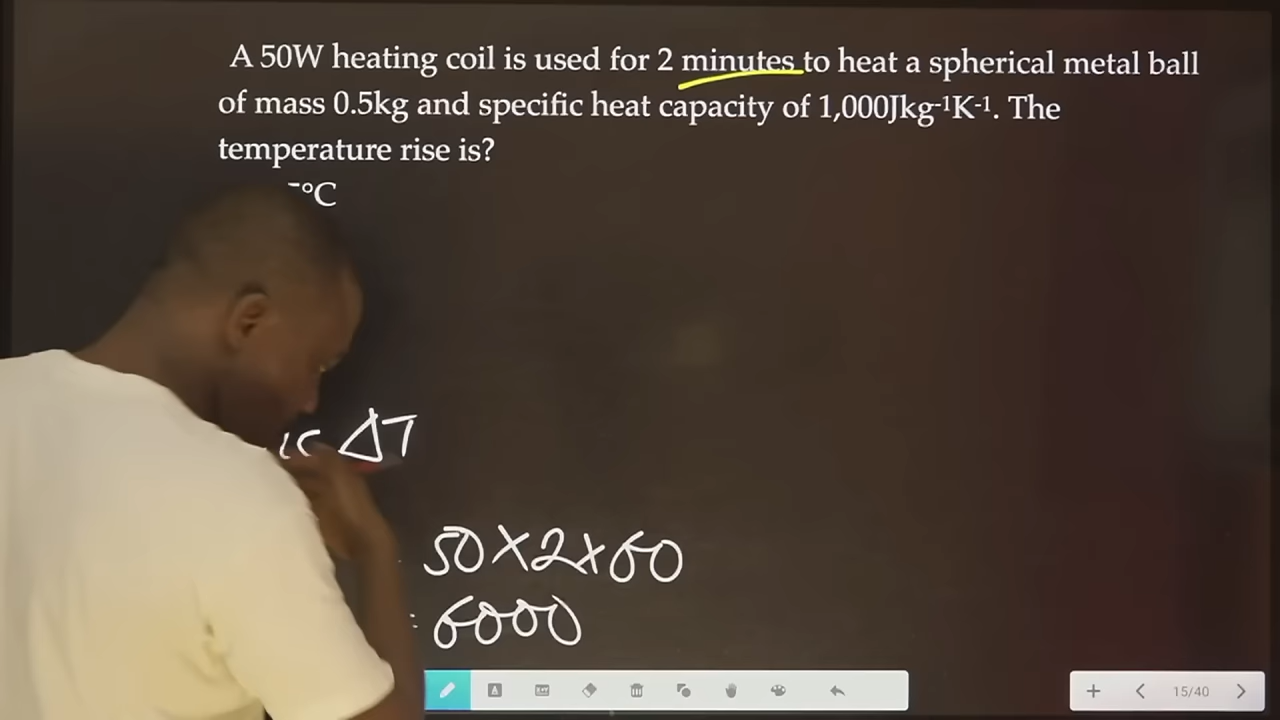 A 50W heating coil is used for 2 minutes to heat a spherical metal ball
of mass 0.5kg and specific heat capacity of 1,000Jkg⁻¹K⁻¹. The
temperature rise is?
°C
c ΔT
50×2×60
= 6000
15/40